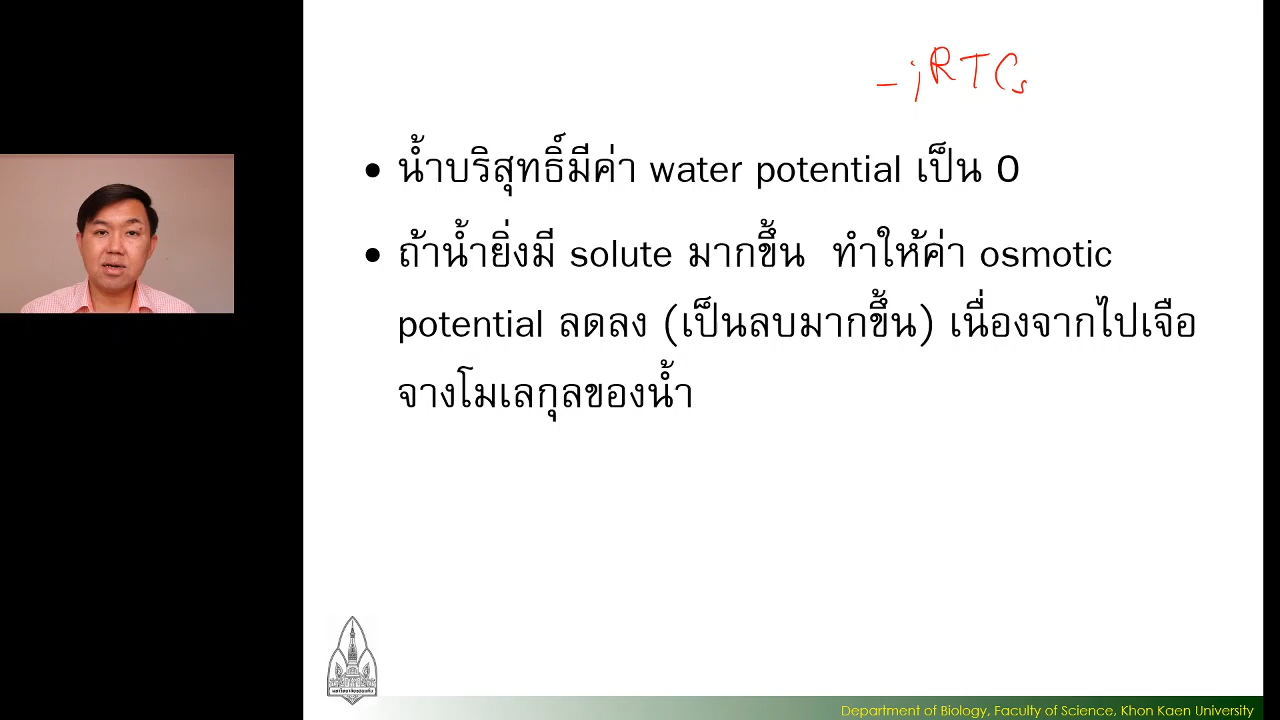 -jRTCs
• น้ำบริสุทธิ์มีค่า water potential เป็น 0
• ถ้าน้ำยิ่งมี solute มากขึ้น ทำให้ค่า osmotic
potential ลดลง (เป็นลบมากขึ้น) เนื่องจากไปเจือ
จางโมเลกุลของน้ำ
Department of Biology, Faculty of Science, Khon Kaen University